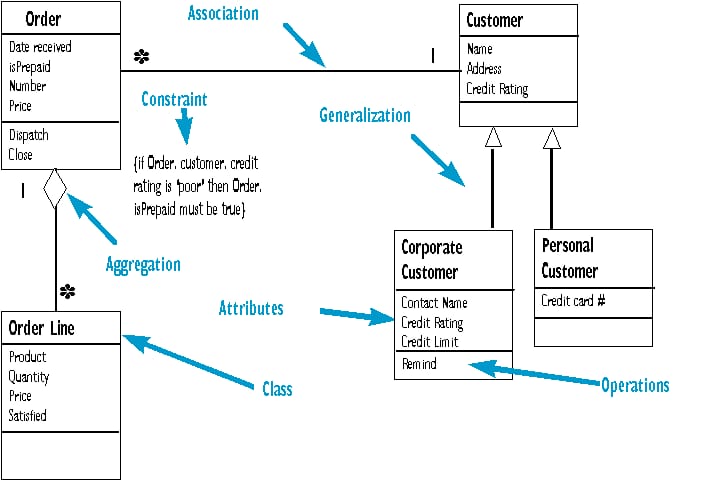 Order
Date received
isPrepaid
Number
Price
Dispatch
Close
Association
*
1
Customer
Name
Address
Credit Rating
Constraint
{if Order. customer. credit
rating is 'poor' then Order.
isPrepaid must be true}
Generalization
1
Aggregation
*
Corporate
Customer
Contact Name
Credit Rating
Credit Limit
Remind
Personal
Customer
Credit card #
Attributes
Operations
Order Line
Product
Quantity
Price
Satisfied
Class